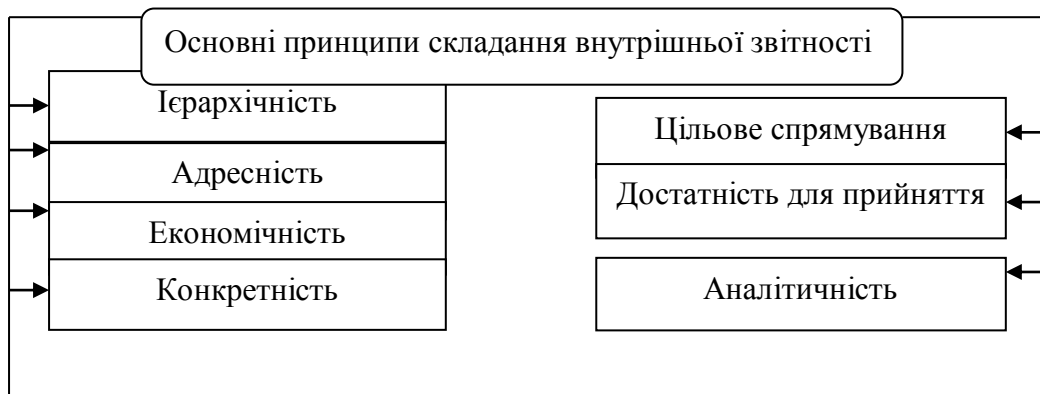 Основні принципи складання внутрішньої звітності
Ієрархічність
Адресність
Економічність
Конкретність
Цільове спрямування
Достатність для прийняття
Аналітичність